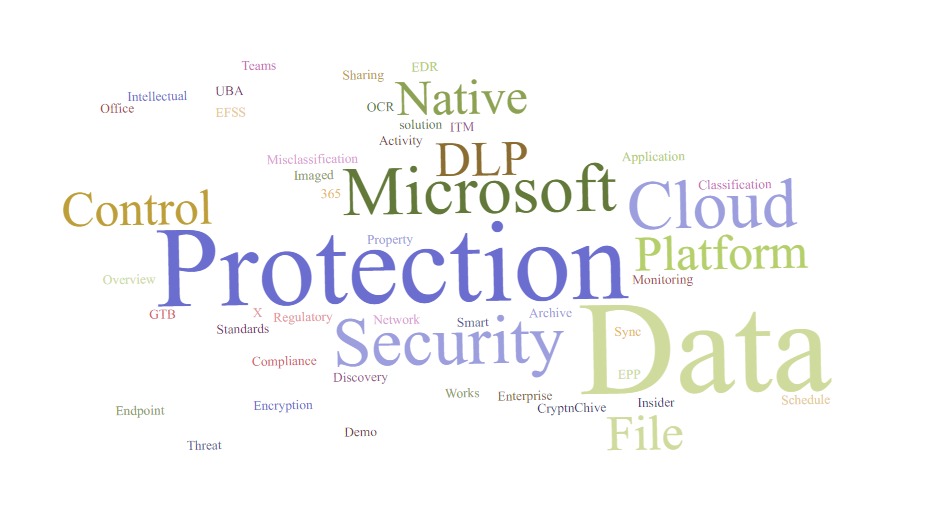 Teams
Sharing
EDR
Intellectual
UBA
Office
EFSS
OCR
Native
solution
ITM
Activity
DLP
Misclassification
Application
Imaged
365
Microsoft
Classification
Control
Cloud
Property
Protection
Platform
Overview
Monitoring
GTB
X
Regulatory
Network
Smart
Archive
Standards
Security
Sync
Data
Compliance
Discovery
EPP
Works
Enterprise
Schedule
Endpoint
Encryption
CryptnChive
Insider
Demo
File
Threat